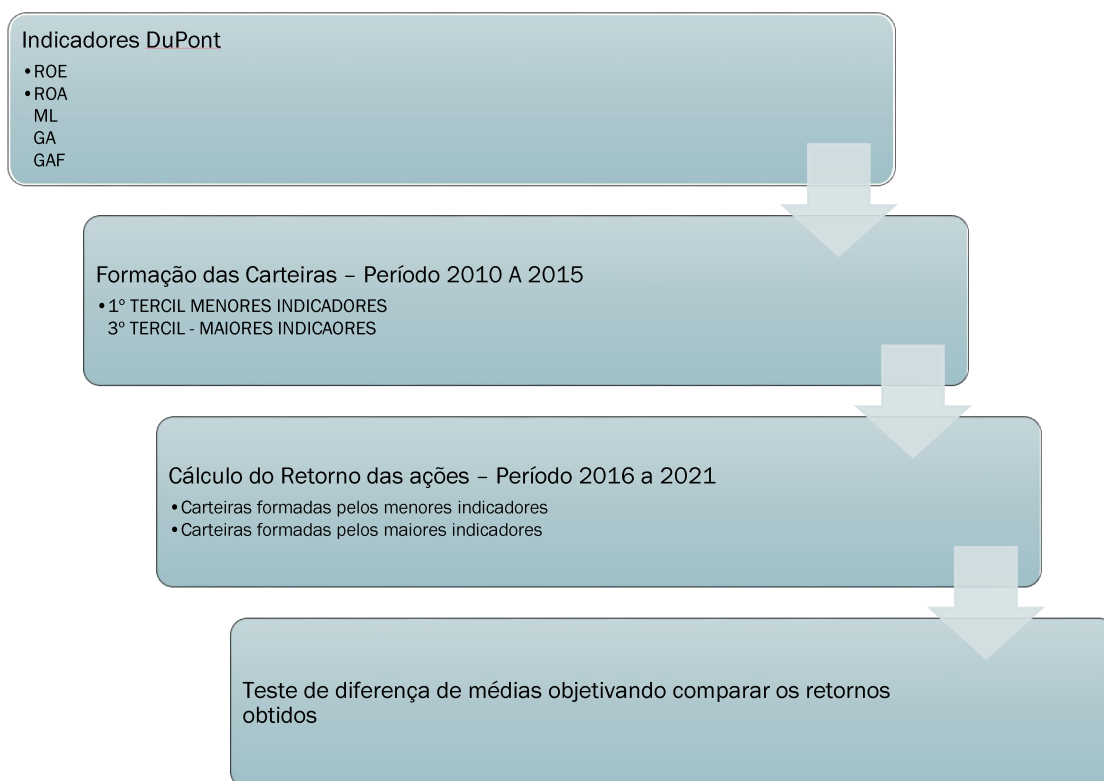 Indicadores DuPont
•ROE
•ROA
ML
GA
GAF
Formação das Carteiras – Período 2010 A 2015
•1º TERCIL MENORES INDICADORES
3º TERCIL - MAIORES INDICAORES
Cálculo do Retorno das ações – Período 2016 a 2021
•Carteiras formadas pelos menores indicadores
•Carteiras formadas pelos maiores indicadores
Teste de diferença de médias objetivando comparar os retornos
obtidos